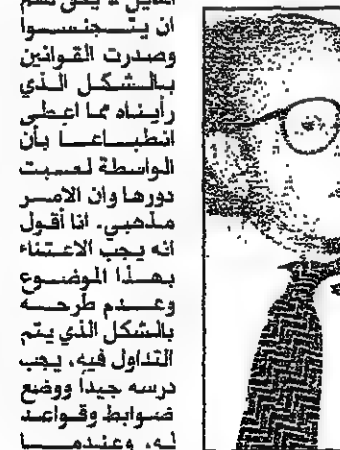 ان يتجنسوا
وصدرت القوانين
بالشكل الذي
رأيناه مما اعطى
انطباعا بأن
الواسطة لعبت
دورها وان الامر
مذهبي. انا أقول
انه يجب الاعتناء
بهذا الموضوع
وعدم طرحه
بالشكل الذي يتم
التداول فيه، يجب
درسه جيدا ووضع
ضوابط وقواعد
له، وعندما